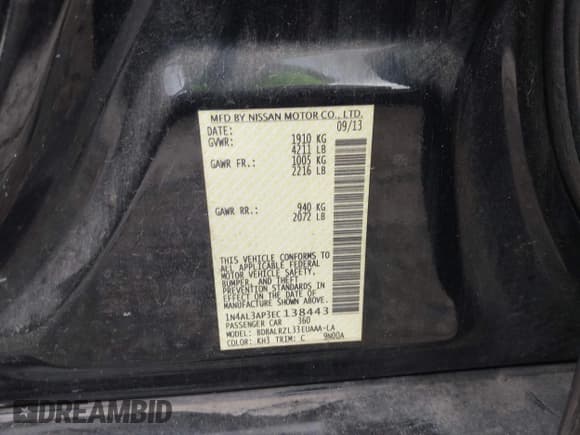 MFD BY NISSAN MOTOR CO., LTD.
DATE: 09/13
GVWR: 1910 KG
4211 LB
GAWR FR.: 1005 KG
2216 LB
GAWR RR.: 940 KG
2072 LB
THIS VEHICLE CONFORMS TO
ALL APPLICABLE FEDERAL
MOTOR VEHICLE SAFETY,
BUMPER, AND THEFT
PREVENTION STANDARDS IN
EFFECT ON THE DATE OF
MANUFACTURE SHOWN ABOVE.
1N4AL3AP3EC138443
PASSENGER CAR 360
MODEL: BDBALRZL33EUAAA-LA
COLOR: KH3 TRIM: C 9N00A
DREAMBID